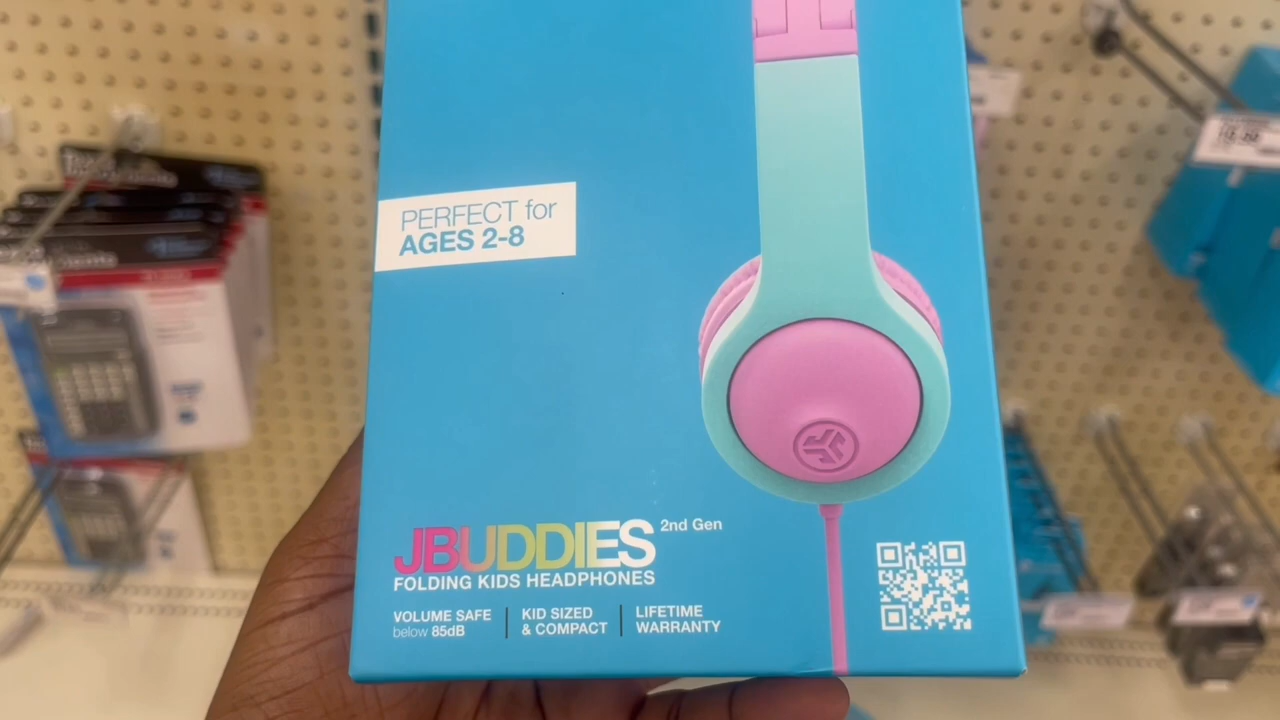 PERFECT for
AGES 2-8
JBUDDIES 2nd Gen
FOLDING KIDS HEADPHONES
VOLUME SAFE
below 85dB
KID SIZED
& COMPACT
LIFETIME
WARRANTY